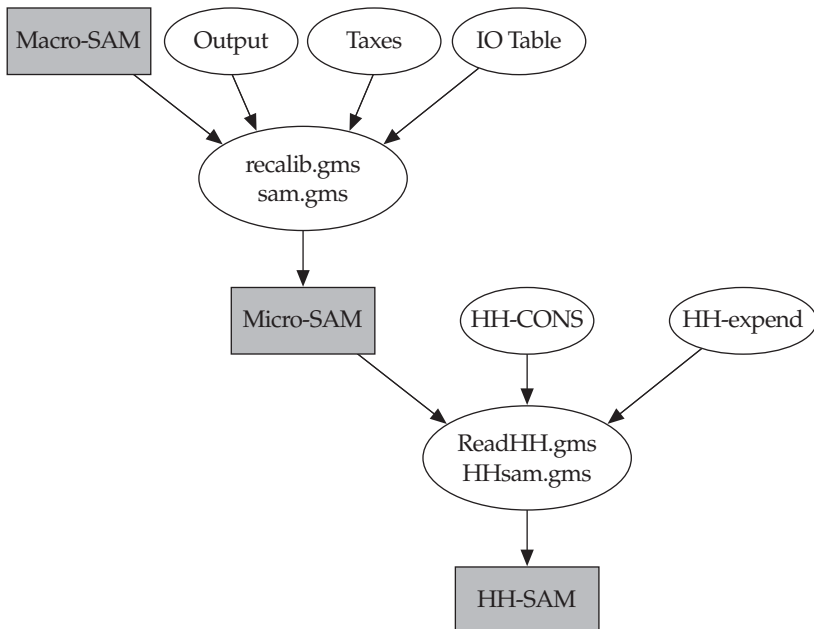 Macro-SAM
Output
Taxes
IO Table
recalib.gms
sam.gms
Micro-SAM
HH-CONS
HH-expend
ReadHH.gms
HHsam.gms
HH-SAM